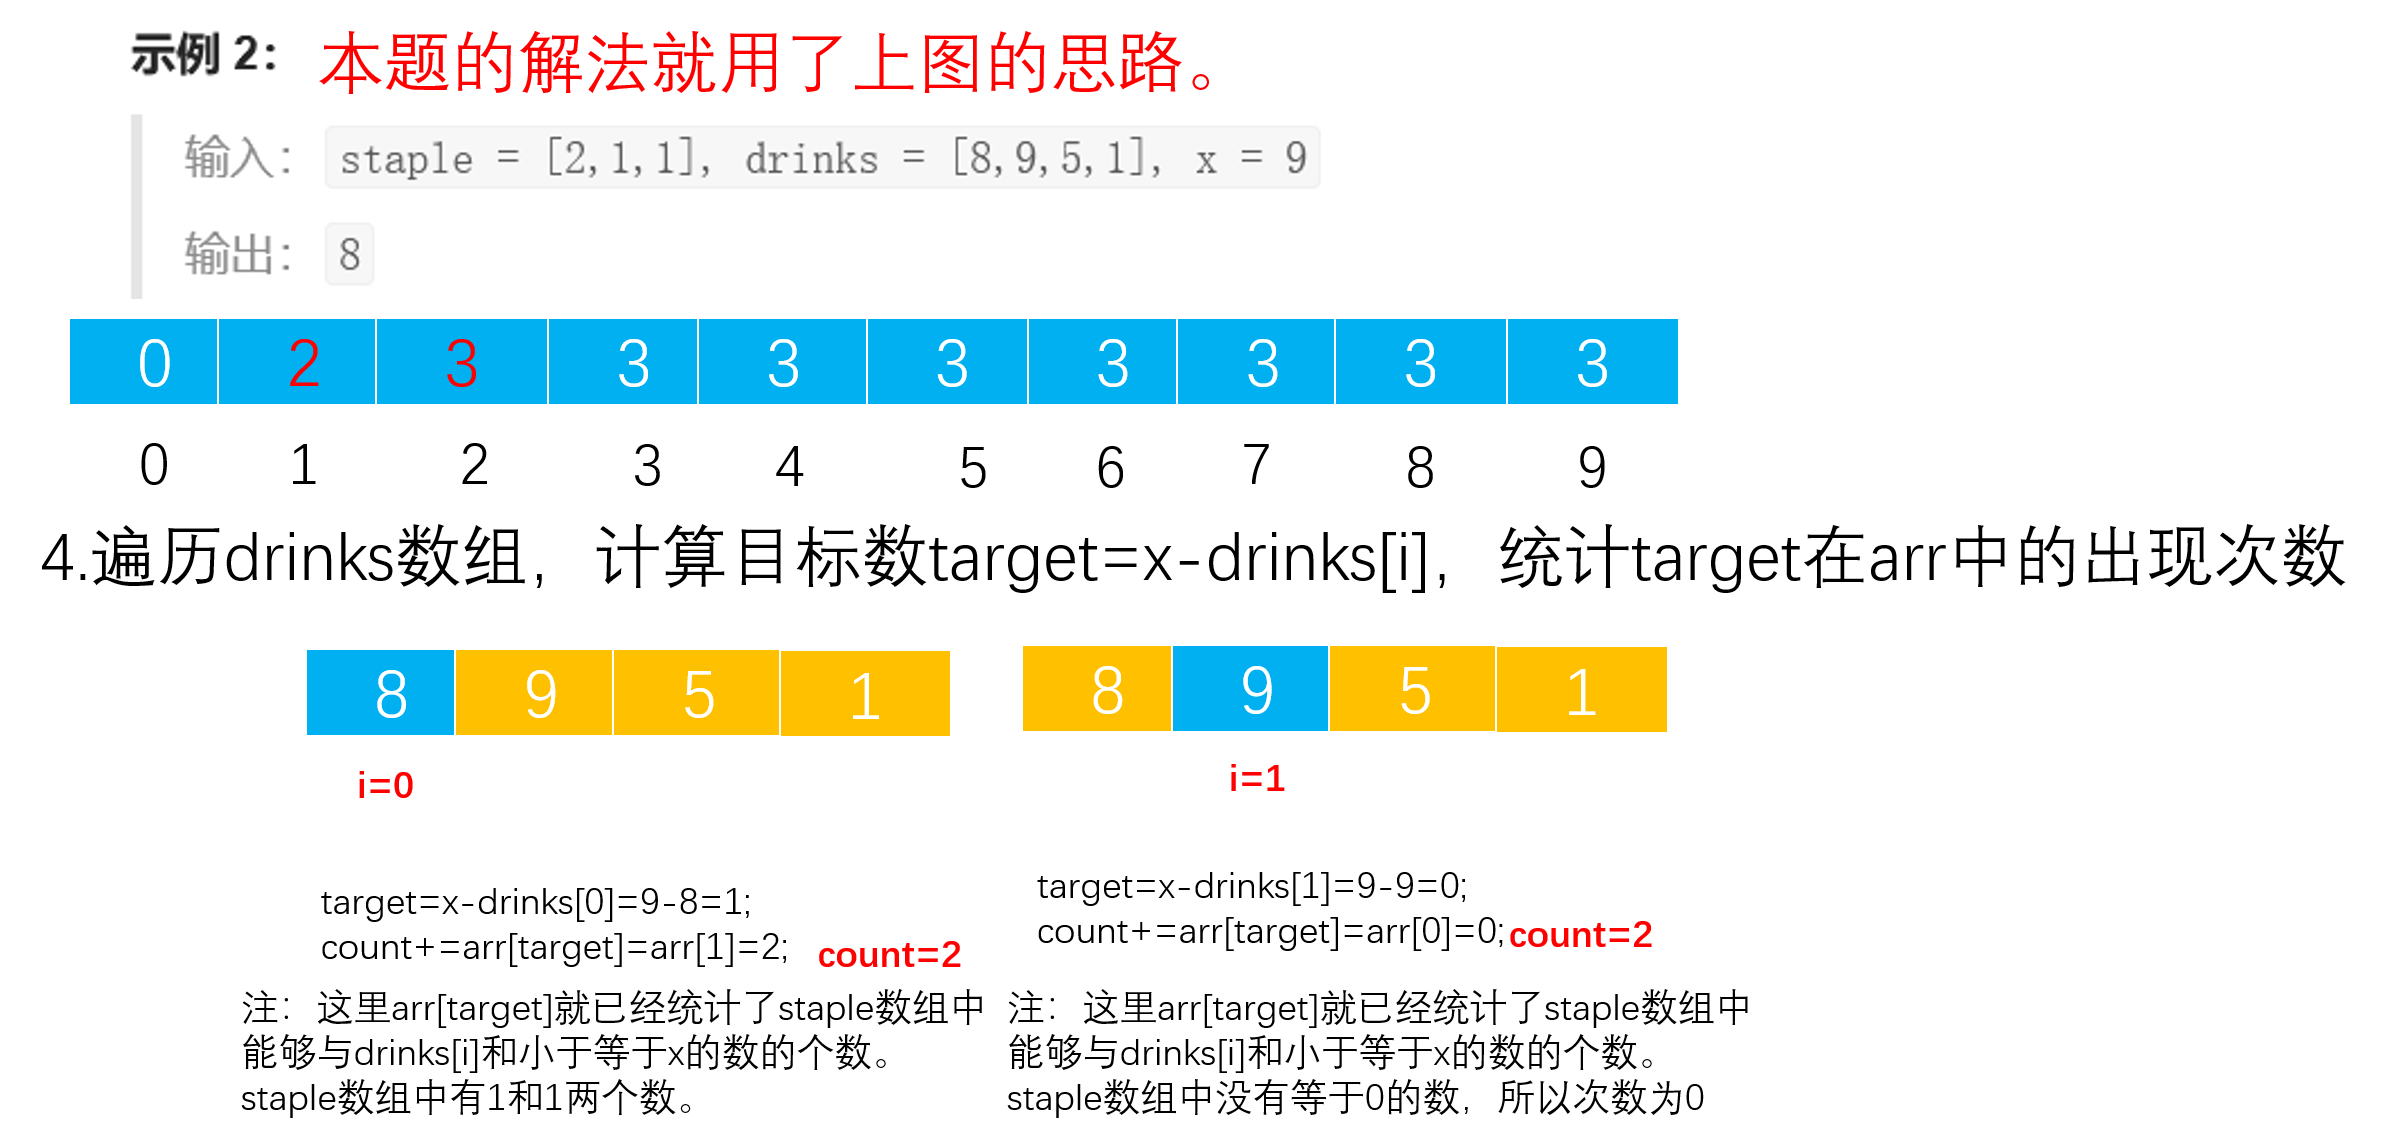 示例 2： 本题的解法就用了上图的思路。
输入： staple = [2,1,1], drinks = [8,9,5,1], x = 9
输出： 8
0 2 3 3 3 3 3 3 3 3
0 1 2 3 4 5 6 7 8 9
4.遍历drinks数组，计算目标数target=x-drinks[i]，统计target在arr中的出现次数
8 9 5 1
i=0
target=x-drinks[0]=9-8=1;
count+=arr[target]=arr[1]=2; count=2
注：这里arr[target]就已经统计了staple数组中
能够与drinks[i]和小于等于x的数的个数。
staple数组中有1和1两个数。
8 9 5 1
i=1
target=x-drinks[1]=9-9=0;
count+=arr[target]=arr[0]=0; count=2
注：这里arr[target]就已经统计了staple数组中
能够与drinks[i]和小于等于x的数的个数。
staple数组中没有等于0的数，所以次数为0